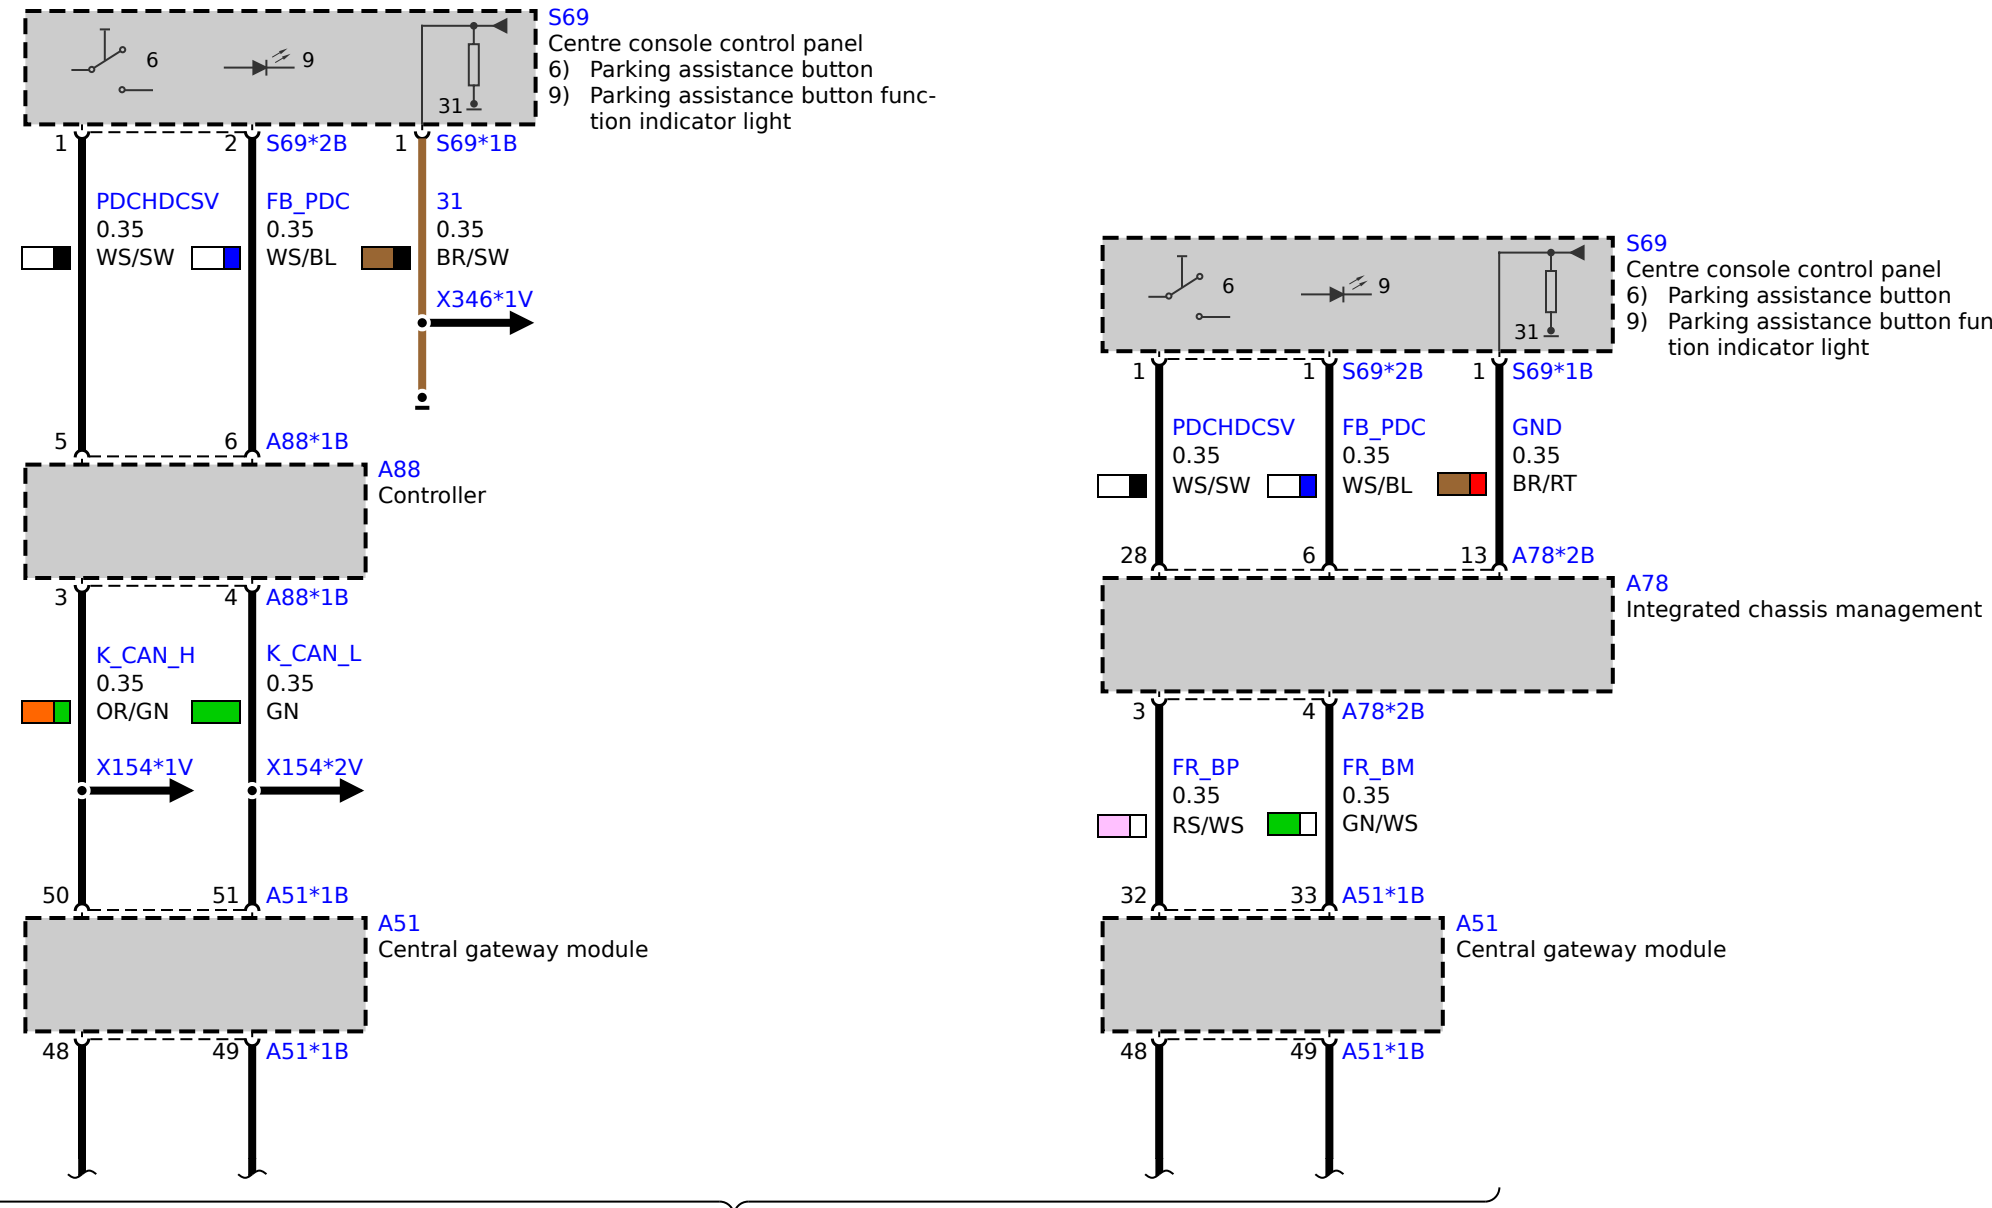 S69
Centre console control panel
6) Parking assistance button
9) Parking assistance button func-
tion indicator light
6
9
31
1
2
S69*2B
1
S69*1B
PDCHDCSV
0.35
WS/SW
FB_PDC
0.35
WS/BL
31
0.35
BR/SW
X346*1V
5
6
A88*1B
A88
Controller
3
4
A88*1B
K_CAN_H
0.35
OR/GN
K_CAN_L
0.35
GN
X154*1V
X154*2V
50
51
A51*1B
A51
Central gateway module
48
49
A51*1B
S69
Centre console control panel
6) Parking assistance button
9) Parking assistance button fun
tion indicator light
6
9
31
1
1
S69*2B
1
S69*1B
PDCHDCSV
0.35
WS/SW
FB_PDC
0.35
WS/BL
GND
0.35
BR/RT
28
6
13
A78*2B
A78
Integrated chassis management
3
4
A78*2B
FR_BP
0.35
RS/WS
FR_BM
0.35
GN/WS
32
33
A51*1B
A51
Central gateway module
48
49
A51*1B